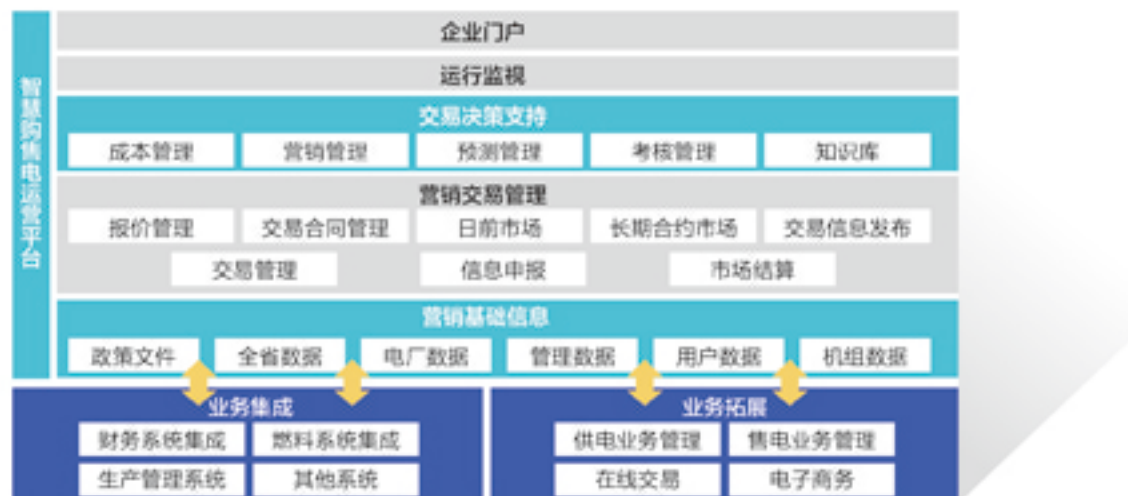 智慧购售电运营平台
企业门户
运行监视
交易决策支持
成本管理 营销管理 预测管理 考核管理 知识库
营销交易管理
报价管理 交易合同管理 日前市场 长期合约市场 交易信息发布
交易管理 信息申报 市场结算
营销基础信息
政策文件 全省数据 电厂数据 管理数据 用户数据 机组数据
业务集成 业务拓展
财务系统集成 燃料系统集成 供电业务管理 售电业务管理
生产管理系统 其他系统 在线交易 电子商务